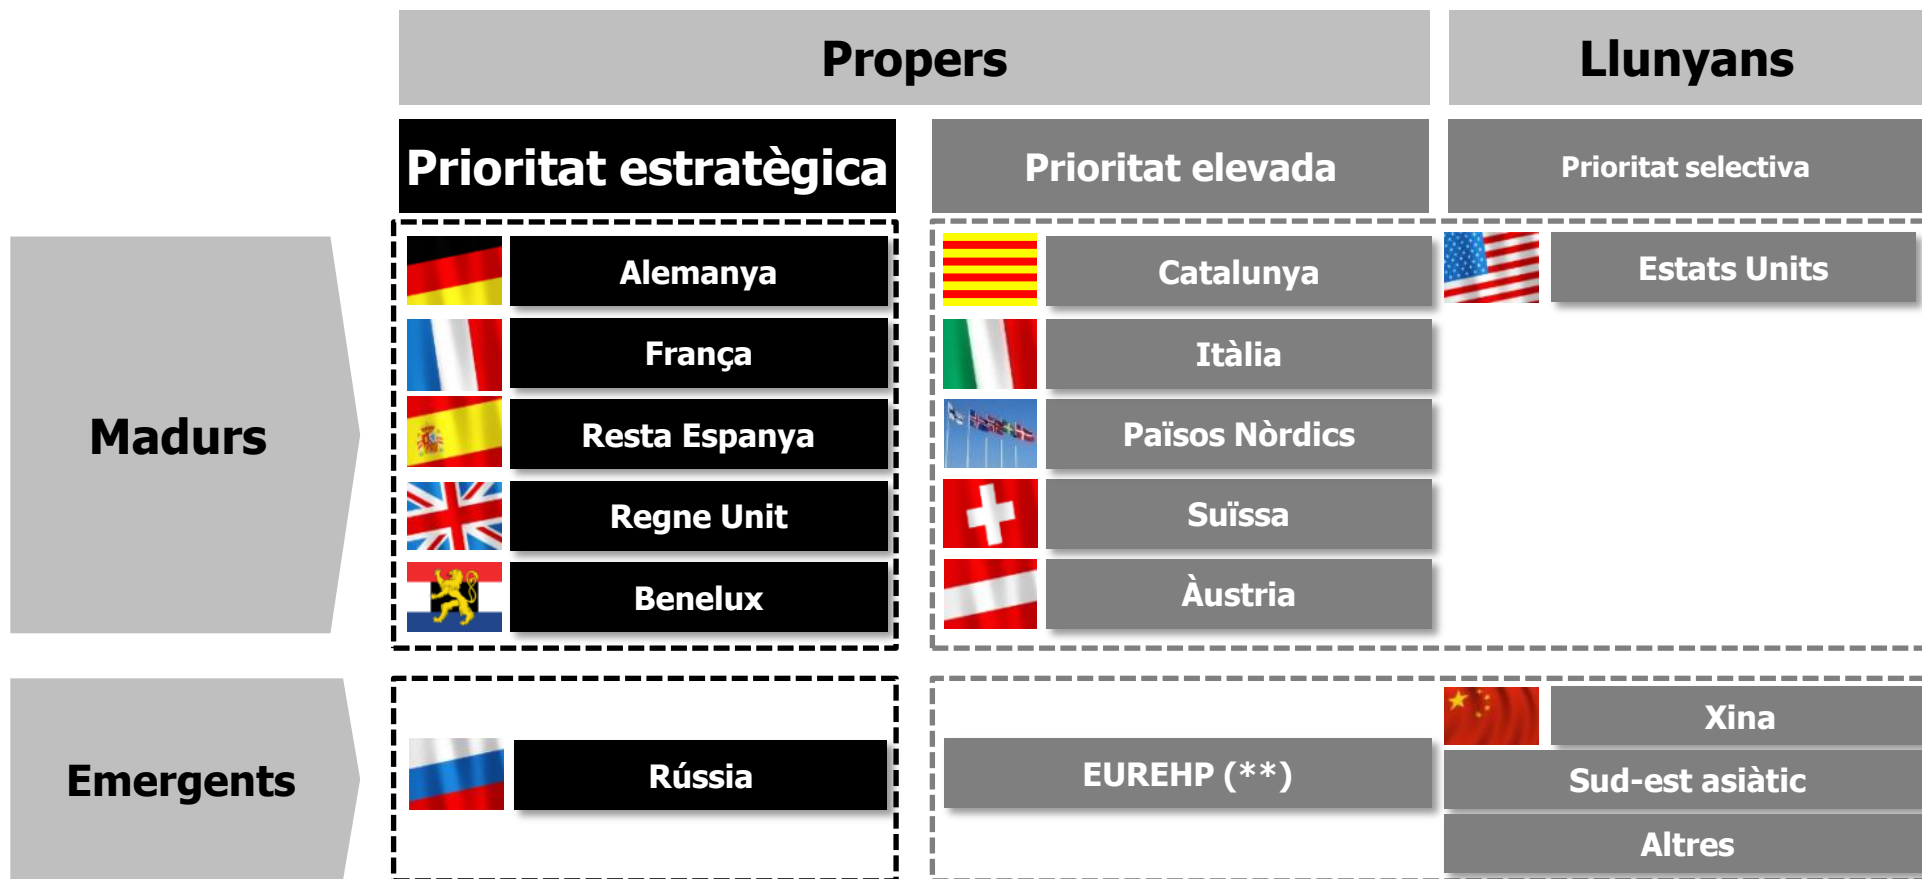 Propers
Llunyans
Prioritat estratègica
Prioritat elevada
Prioritat selectiva
Madurs
Alemanya
Catalunya
Estats Units
França
Itàlia
Resta Espanya
Països Nòrdics
Regne Unit
Suïssa
Benelux
Àustria
Emergents
Rússia
EUREHP (**)
Xina
Sud-est asiàtic
Altres